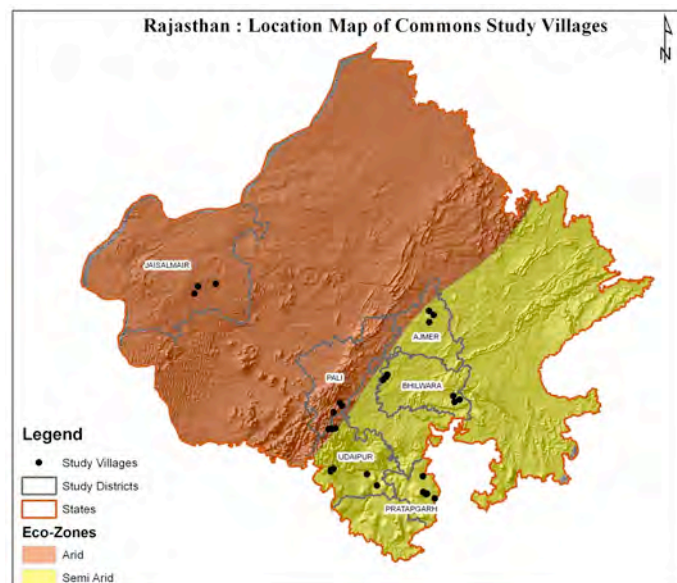 Rajasthan : Location Map of Commons Study Villages
N
JAISALMAIR
AJMER
PALI
BHILWARA
UDAIPUR
PRATAPGARH
Legend
Study Villages
Study Districts
States
Eco-Zones
Arid
Semi Arid